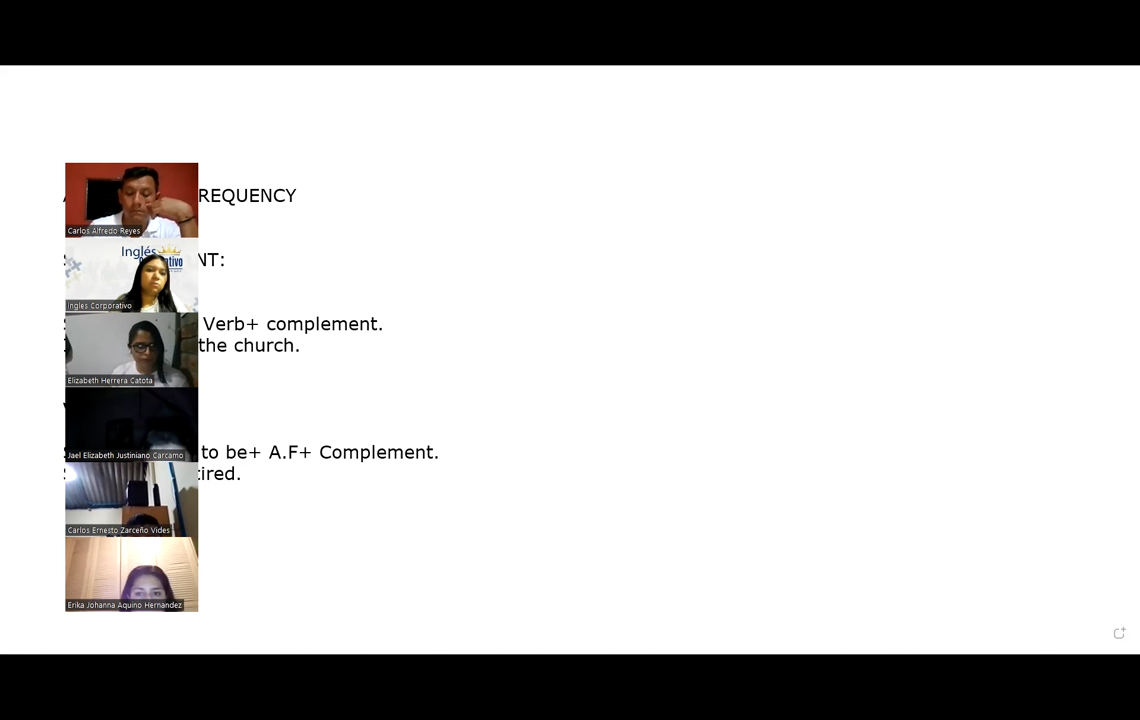 REQUENCY
Carlos Alfredo Reyes
Inglés
ativo
NT:
Ingles Corporativo
Verb+ complement.
the church.
Elizabeth Herrera Catota
Jael Elizabeth Justiniano Carcamo
to be+ A.F+ Complement.
tired.
Carlos Ernesto Zarceño Vides
Erika Johanna Aquino Hernandez